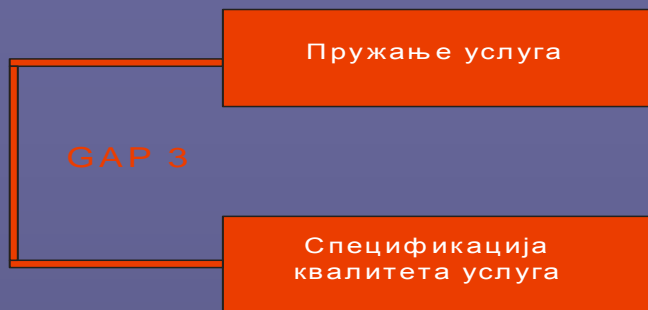 Пружање услуга
GAP 3
Спецификација
квалитета услуга